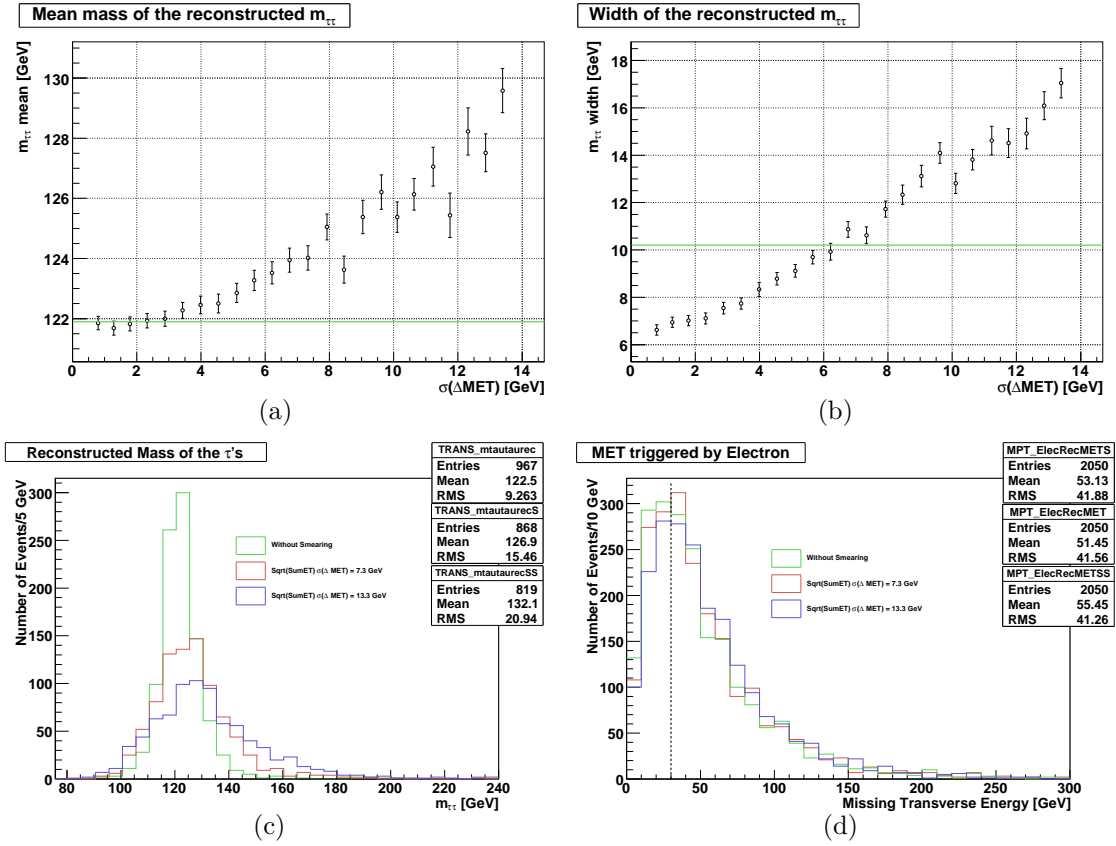 Mean mass of the reconstructed m_ττ
m_ττ mean [GeV]
130
128
126
124
122
0 2 4 6 8 10 12 14
σ(ΔMET) [GeV]
(a)
Width of the reconstructed m_ττ
m_ττ width [GeV]
18
16
14
12
10
8
6
0 2 4 6 8 10 12 14
σ(ΔMET) [GeV]
(b)
Reconstructed Mass of the τ's
TRANS_mtautaurec
Entries 967
Mean 122.5
RMS 9.263
TRANS_mtautaurecS
Entries 868
Mean 126.9
RMS 15.46
TRANS_mtautaurecSS
Entries 819
Mean 132.1
RMS 20.94
Number of Events/5 GeV
300
250
200
150
100
50
0
Without Smearing
Sqrt(SumET) σ(Δ MET) = 7.3 GeV
Sqrt(SumET) σ(Δ MET) = 13.3 GeV
80 100 120 140 160 180 200 220 240
m_ττ [GeV]
(c)
MET triggered by Electron
MPT_ElecRecMETS
Entries 2050
Mean 53.13
RMS 41.88
MPT_ElecRecMET
Entries 2050
Mean 51.45
RMS 41.56
MPT_ElecRecMETSS
Entries 2050
Mean 55.45
RMS 41.26
Number of Events/10 GeV
300
250
200
150
100
50
0
Without Smearing
Sqrt(SumET) σ(Δ MET) = 7.3 GeV
Sqrt(SumET) σ(Δ MET) = 13.3 GeV
0 50 100 150 200 250 300
Missing Transverse Energy [GeV]
(d)